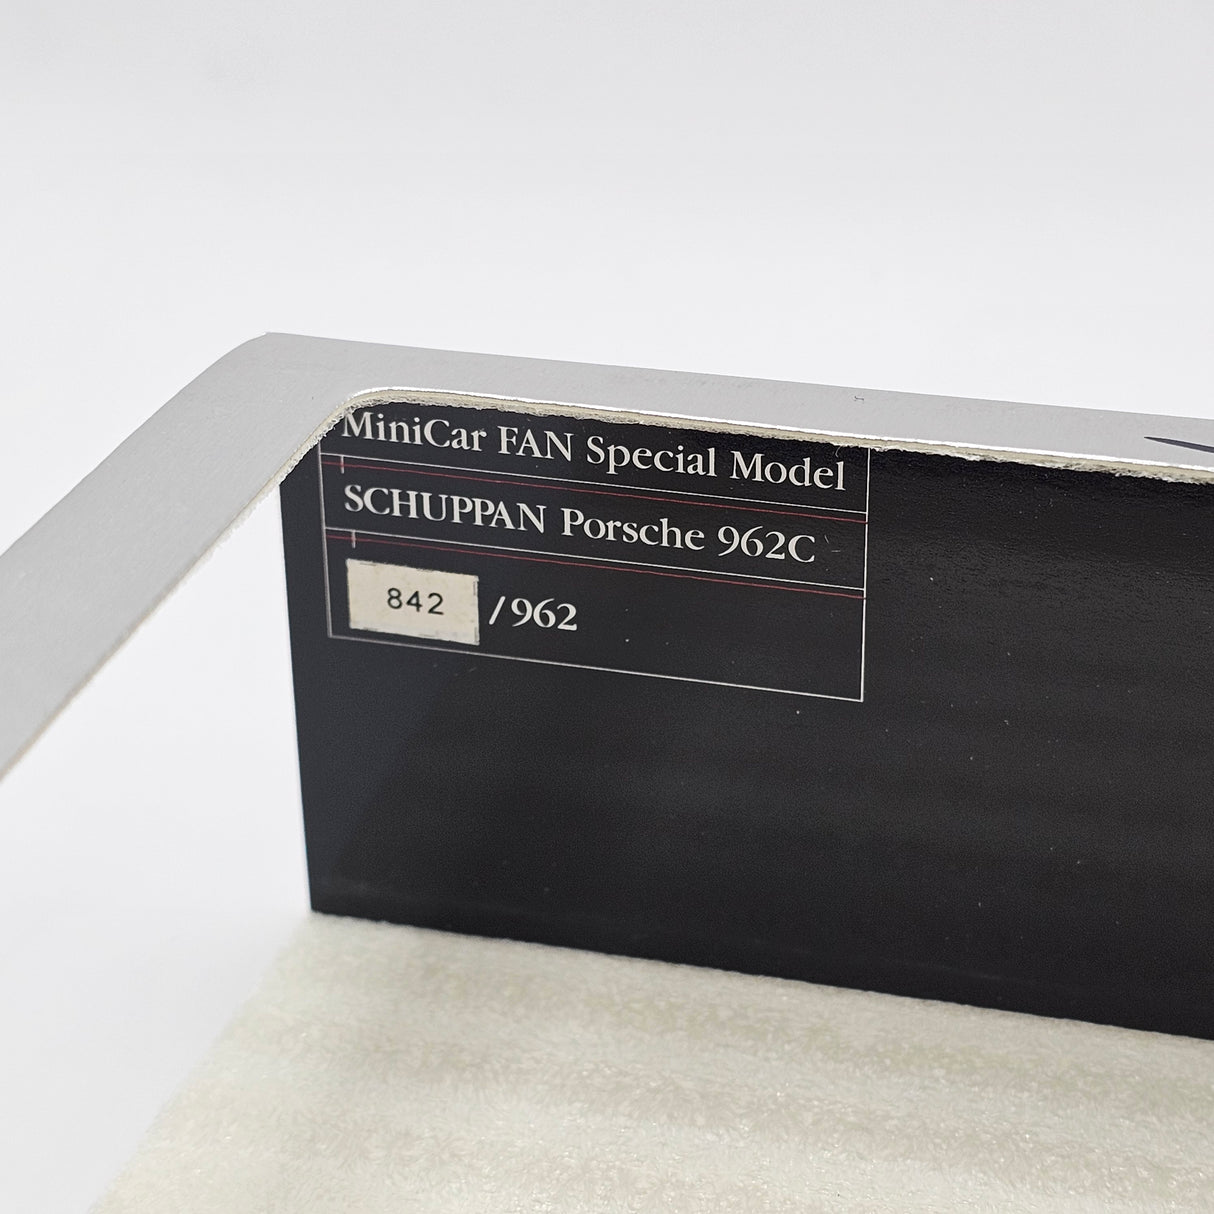 MiniCar FAN Special Model
SCHUPPAN Porsche 962C
842 /962